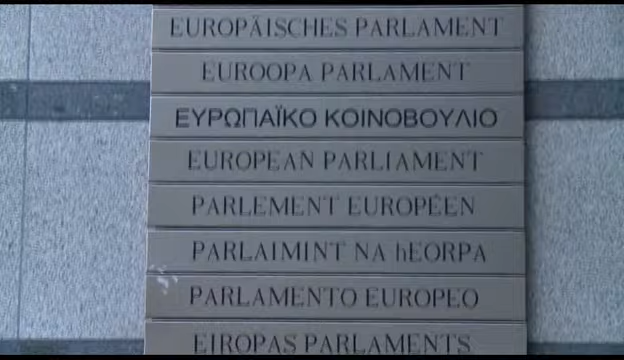 EUROPÄISCHES PARLAMENT
EUROOPA PARLAMENT
ΕΥΡΩΠΑΪΚΟ ΚΟΙΝΟΒΟΥΛΙΟ
EUROPEAN PARLIAMENT
PARLEMENT EUROPÉEN
PARLAIMINT NA hEORPA
PARLAMENTO EUROPEO
EIROPAS PARLAMENTS